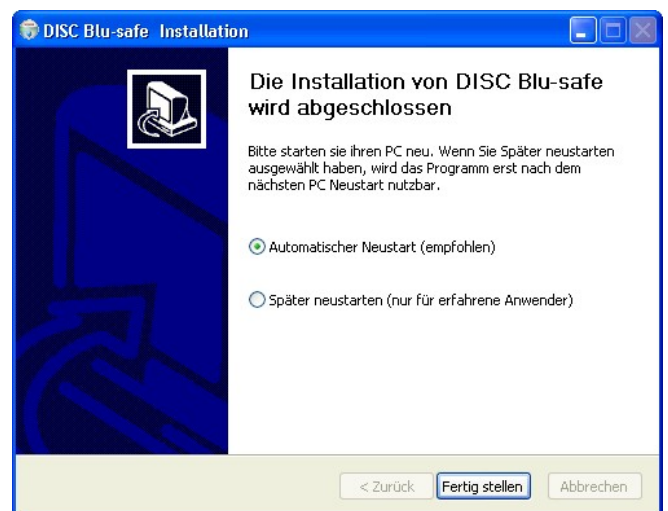 DISC Blu-safe Installation
Die Installation von DISC Blu-safe
wird abgeschlossen
Bitte starten sie ihren PC neu. Wenn Sie Später neustarten
ausgewählt haben, wird das Programm erst nach dem
nächsten PC Neustart nutzbar.
Automatischer Neustart (empfohlen)
Später neustarten (nur für erfahrene Anwender)
< Zurück Fertig stellen Abbrechen